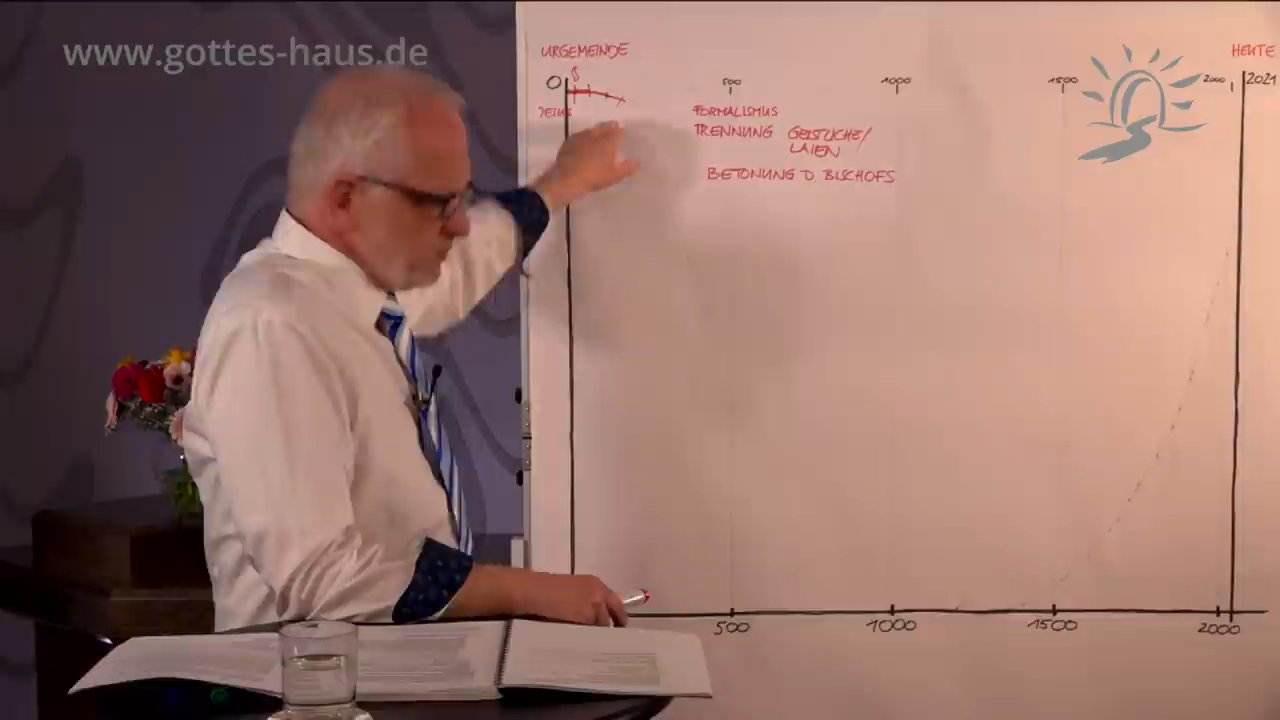 www.gottes-haus.de
URGEMEINDE
HEUTE
0
500
1000
1500
2000
2021
JESUS
FORMALISMUS
TRENNUNG GEISTLICHE/
LAIEN
BETONUNG D. BISCHOFS
500
1000
1500
2000